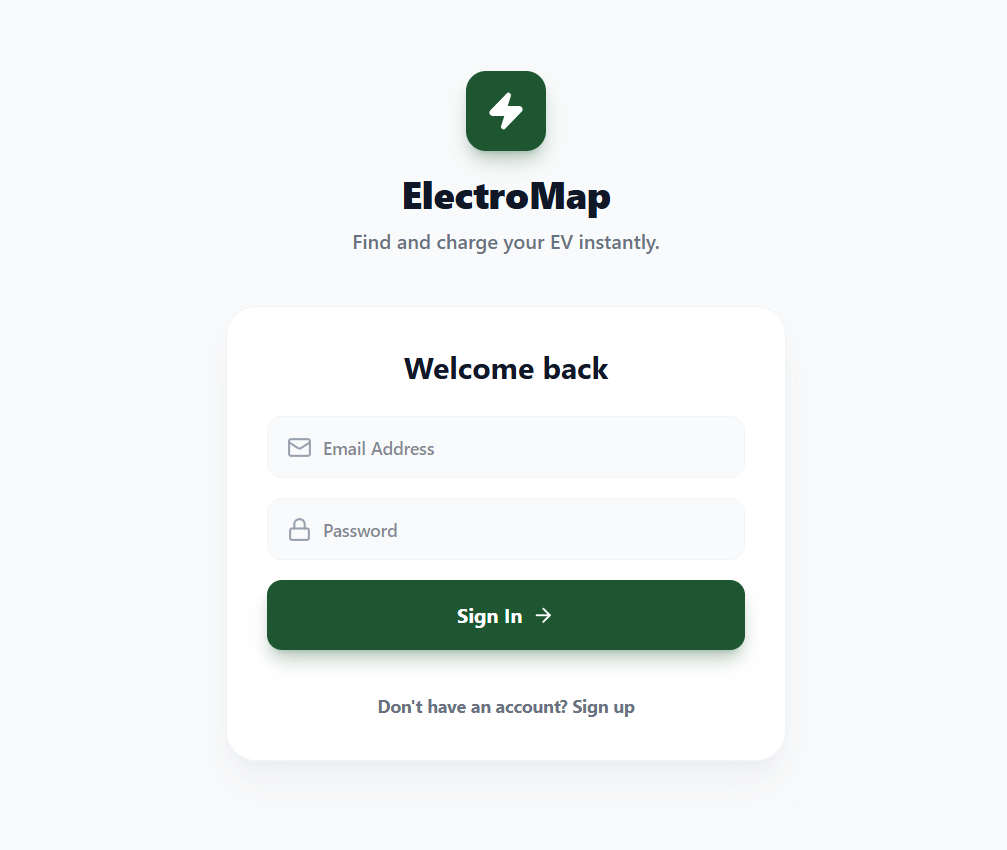 ElectroMap
Find and charge your EV instantly.
Welcome back
Email Address
Password
Sign In →
Don't have an account? Sign up